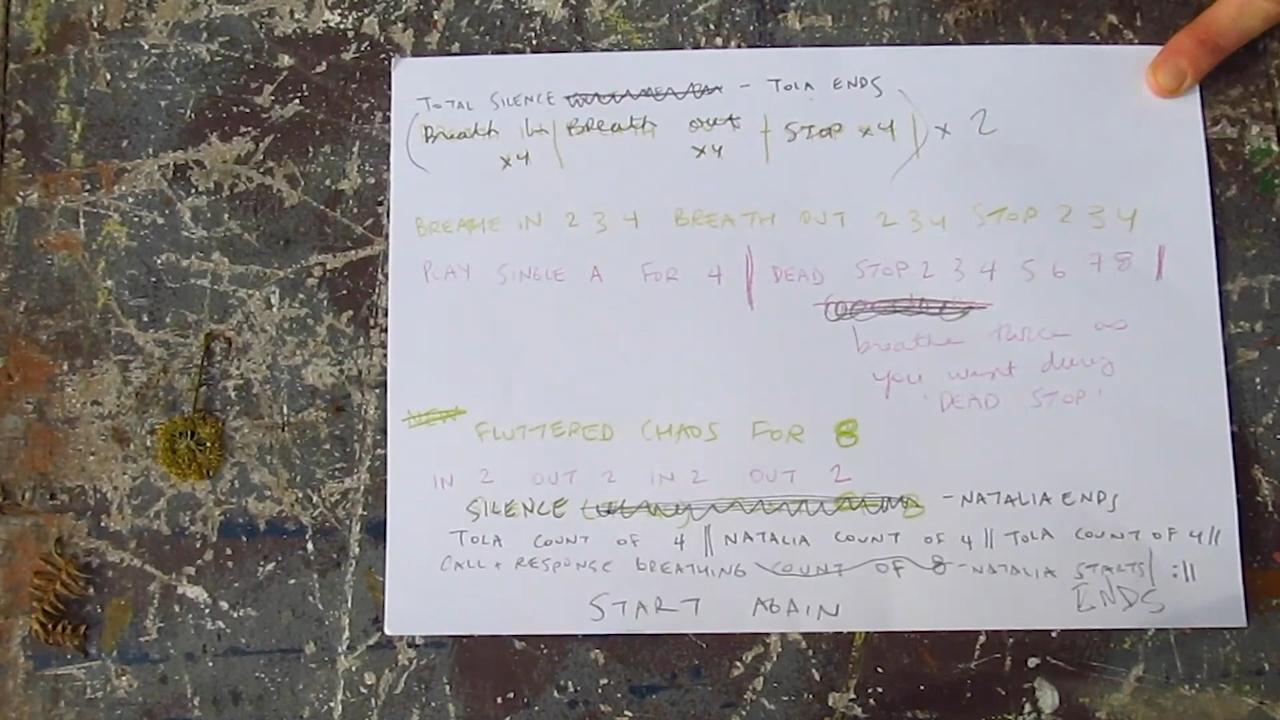 TOTAL SILENCE - TOLA ENDS
(Breath In | Breath out | STOP x4 |) x 2
x4 x4
BREATHE IN 2 3 4 BREATH OUT 2 3 4 STOP 2 3 4
PLAY SINGLE A FOR 4 || DEAD STOP 2 3 4 5 6 7 8 |
breathe twice as
you want during
'DEAD STOP'
NEW
FLUTTERED CHAOS FOR 8
IN 2 OUT 2 IN 2 OUT 2
SILENCE - NATALIA ENDS
TOLA COUNT OF 4 || NATALIA COUNT OF 4 || TOLA COUNT OF 4 ||
CALL + RESPONSE BREATHING COUNT OF 8 - NATALIA STARTS | :||
ENDS
START AGAIN